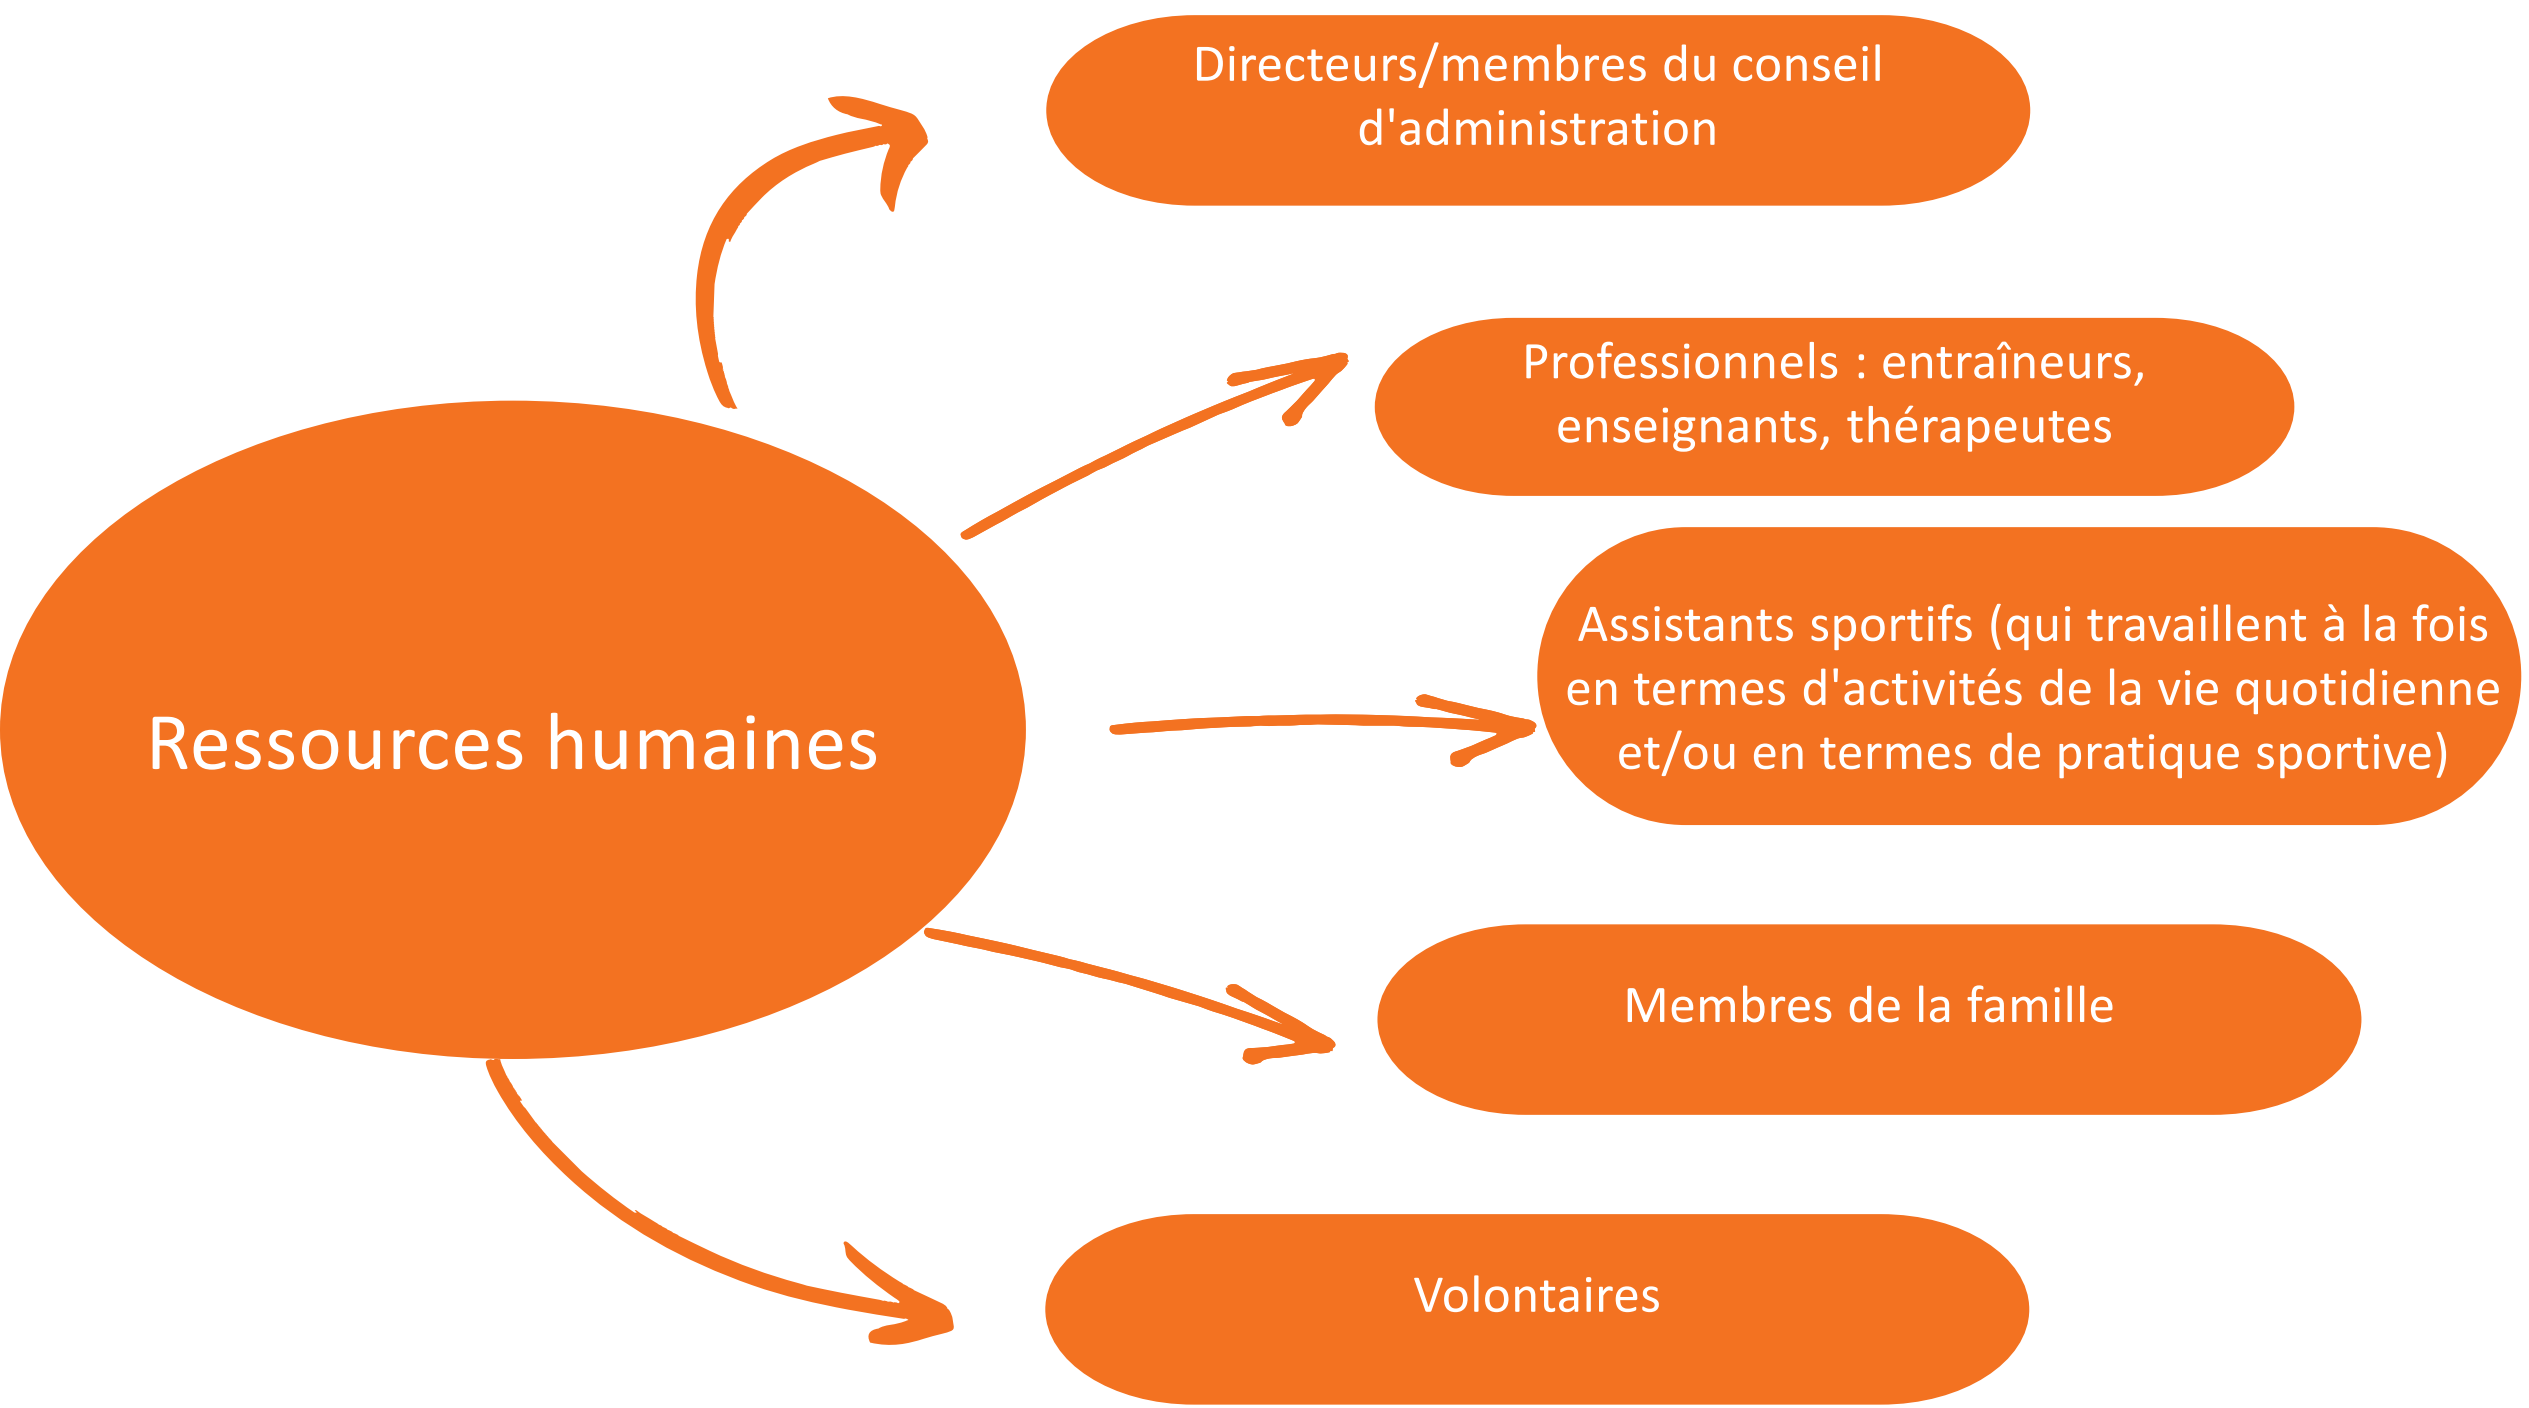 Directeurs/membres du conseil
d'administration
Professionnels : entraîneurs,
enseignants, thérapeutes
Assistants sportifs (qui travaillent à la fois
en termes d'activités de la vie quotidienne
et/ou en termes de pratique sportive)
Ressources humaines
Membres de la famille
Volontaires